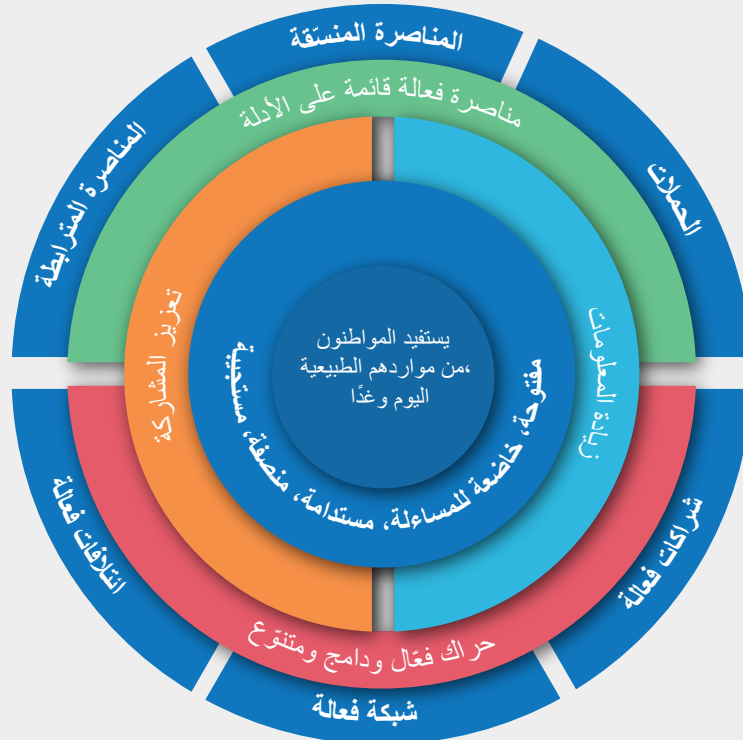 المناصرة المنسّقة
الحملات
المناصرة المترابطة
مناصرة فعالة قائمة على الأدلة
زيادة المعلومات
تعزيز المشاركة
يستفيد المواطنون
من مواردهم الطبيعية،
اليوم وغدًا
مفتوحة، خاضعة للمساءلة، مستدامة، منصفة، مستجيبة
حراك فعّال ودامج ومتنوّع
شراكات فعالة
شبكة فعالة
ائتلافات فعالة